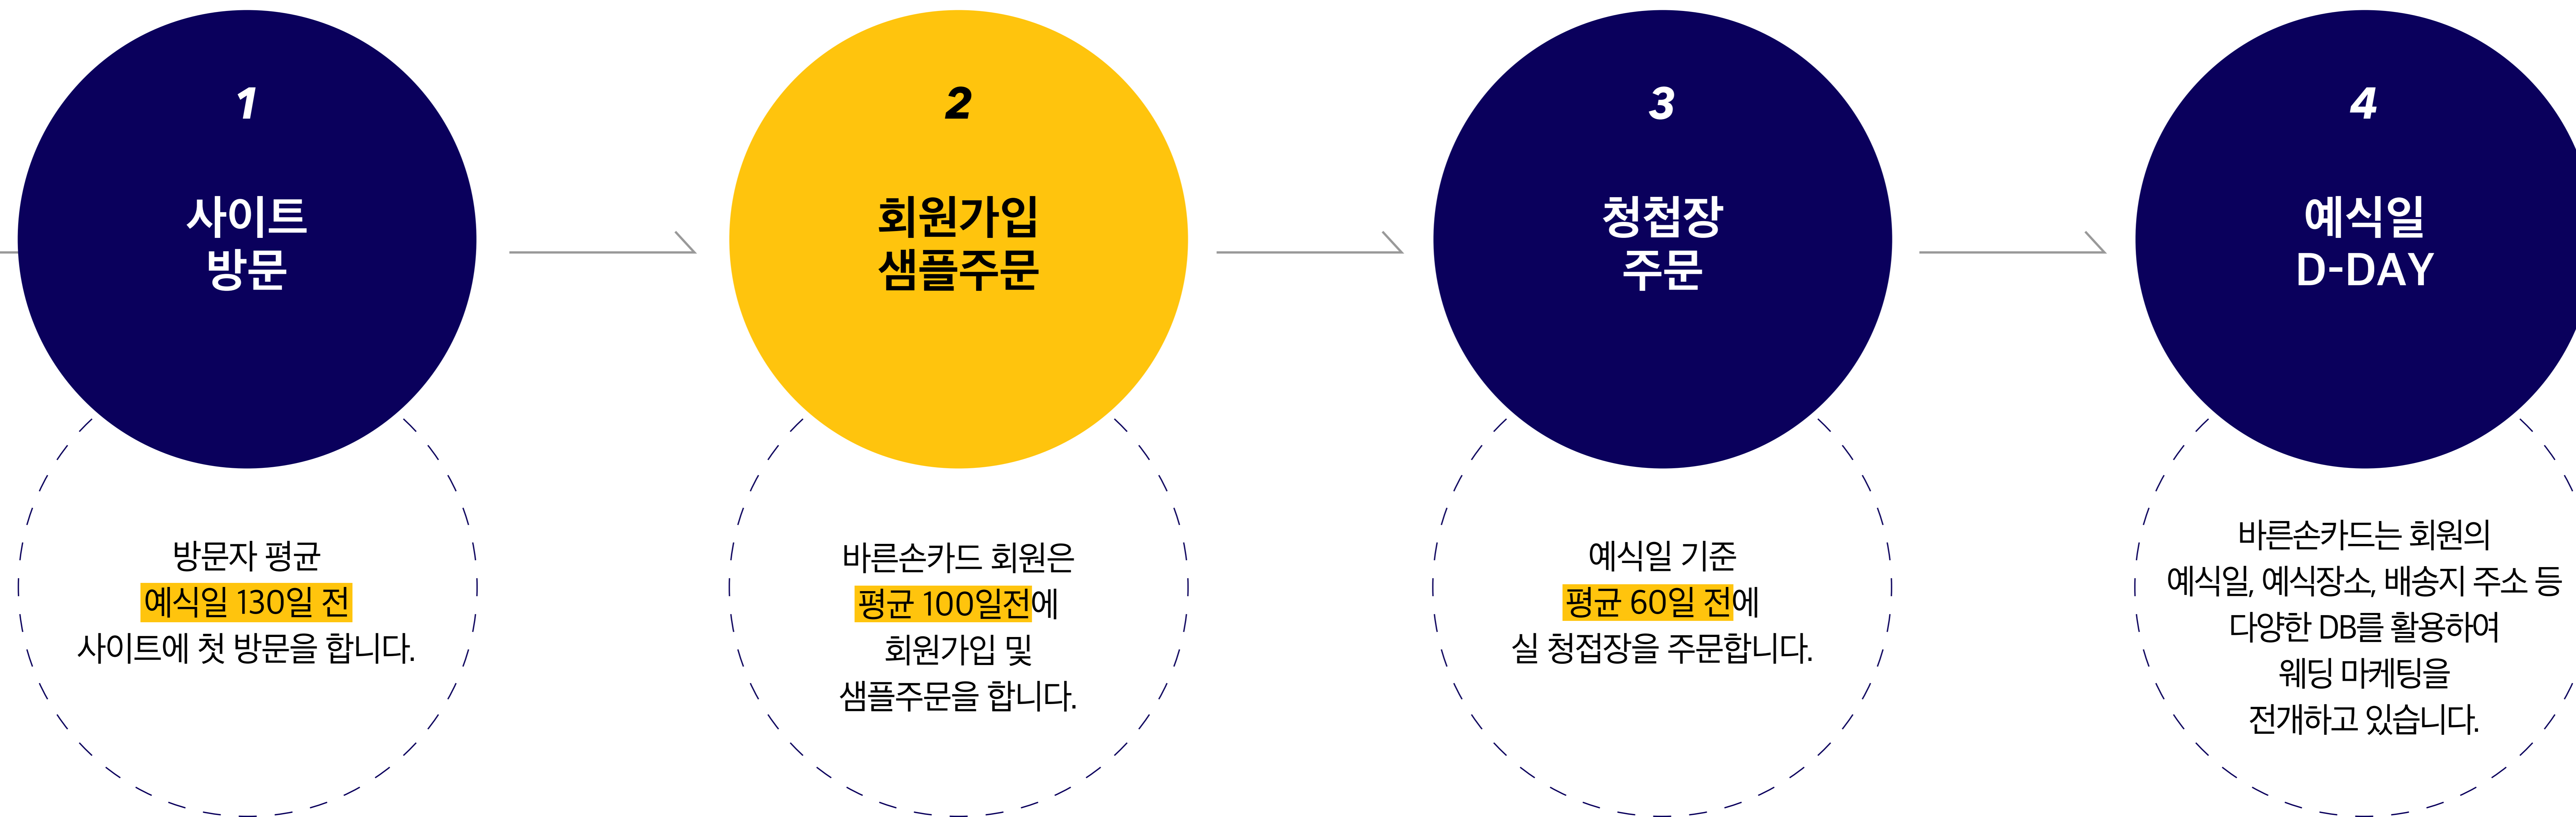 1
사이트
방문
방문자 평균
예식일 130일 전
사이트에 첫 방문을 합니다.
2
회원가입
샘플주문
바른손카드 회원은
평균 100일전에
회원가입 및
샘플주문을 합니다.
3
청첩장
주문
예식일 기준
평균 60일 전에
실 청접장을 주문합니다.
4
예식일
D-DAY
바른손카드는 회원의
예식일, 예식장소, 배송지 주소 등
다양한 DB를 활용하여
웨딩 마케팅을
전개하고 있습니다.